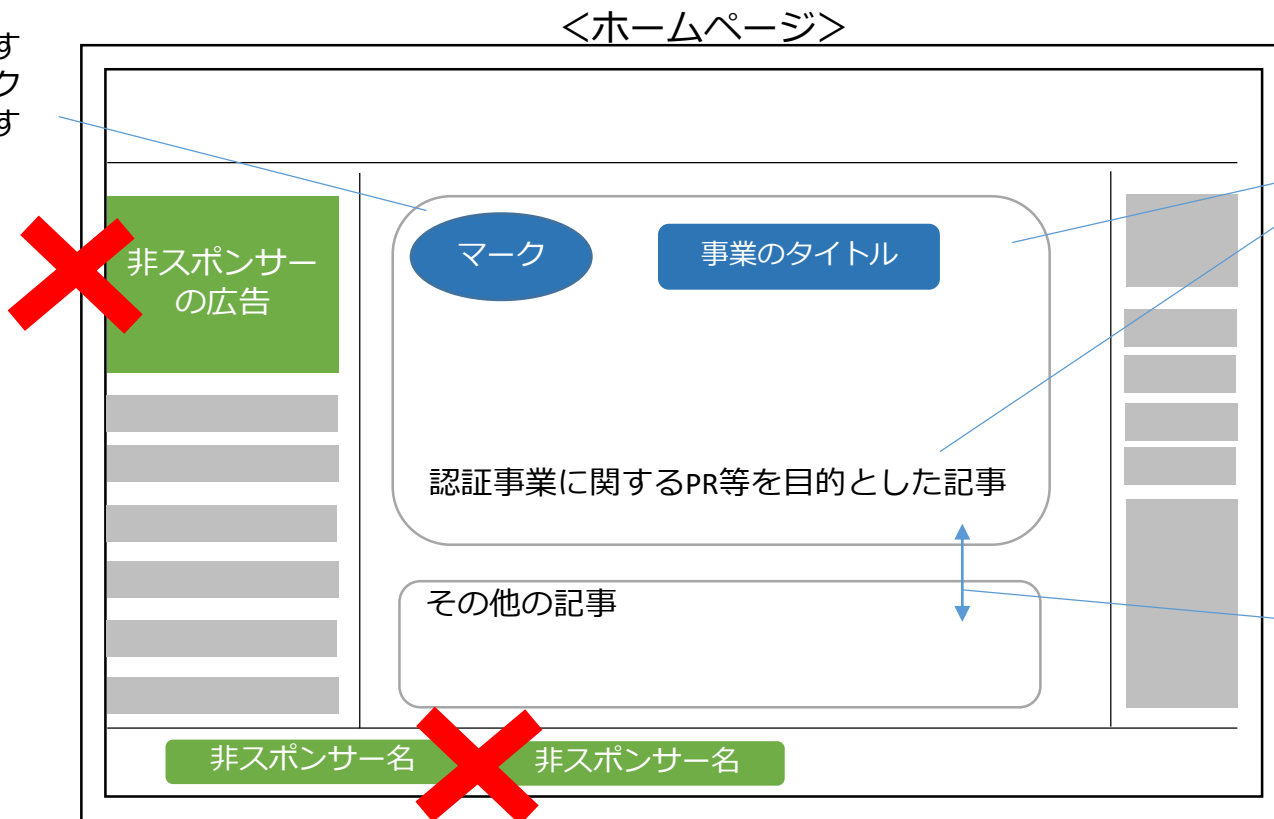 <ホームページ>
す
ク
す
マーク
事業のタイトル
非スポンサー
の広告
認証事業に関するPR等を目的とした記事
その他の記事
非スポンサー名
非スポンサー名